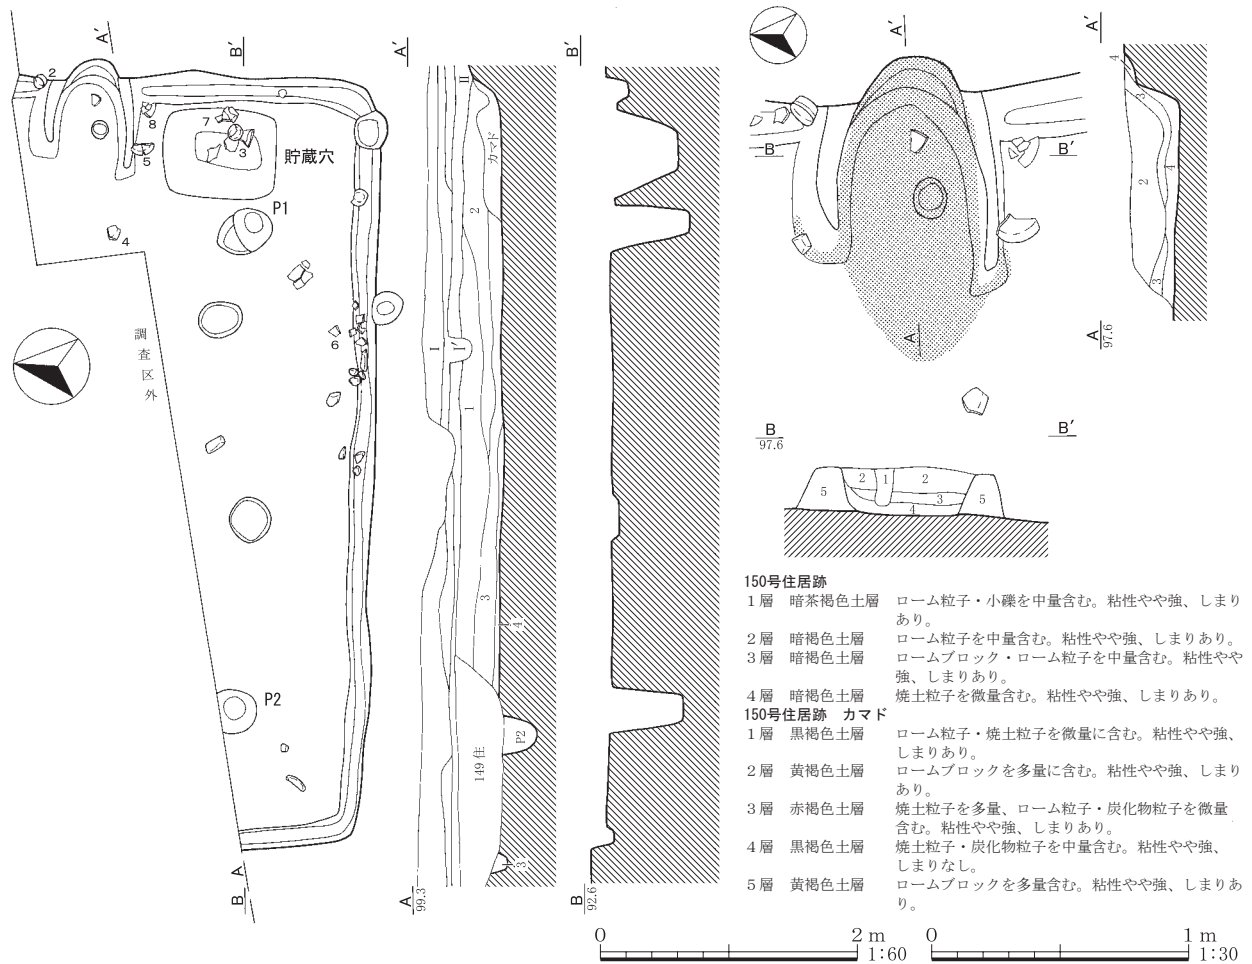 A′
B′
A′
B′
2
8
5
7
3
貯蔵穴
P1
4
6
調査区外
P2
B A
II
カマド
2
I
I′
1
3
4
149住
P2
3
A
99.3
B
92.6
A′
B
B′
A
A′
4
3
2
4
3
A
97.6
B
97.6
B′
5
2
1
2
3
4
5
150号住居跡
1層 暗茶褐色土層 ローム粒子・小礫を中量含む。粘性やや強、しまり
あり。
2層 暗褐色土層 ローム粒子を中量含む。粘性やや強、しまりあり。
3層 暗褐色土層 ロームブロック・ローム粒子を中量含む。粘性やや
強、しまりあり。
4層 暗褐色土層 焼土粒子を微量含む。粘性やや強、しまりあり。
150号住居跡 カマド
1層 黒褐色土層 ローム粒子・焼土粒子を微量に含む。粘性やや強、
しまりあり。
2層 黄褐色土層 ロームブロックを多量に含む。粘性やや強、しまり
あり。
3層 赤褐色土層 焼土粒子を多量、ローム粒子・炭化物粒子を微量
含む。粘性やや強、しまりあり。
4層 黒褐色土層 焼土粒子・炭化物粒子を中量含む。粘性やや強、
しまりなし。
5層 黄褐色土層 ロームブロックを多量含む。粘性やや強、しまりあ
り。
0 2m
1:60
0 1m
1:30